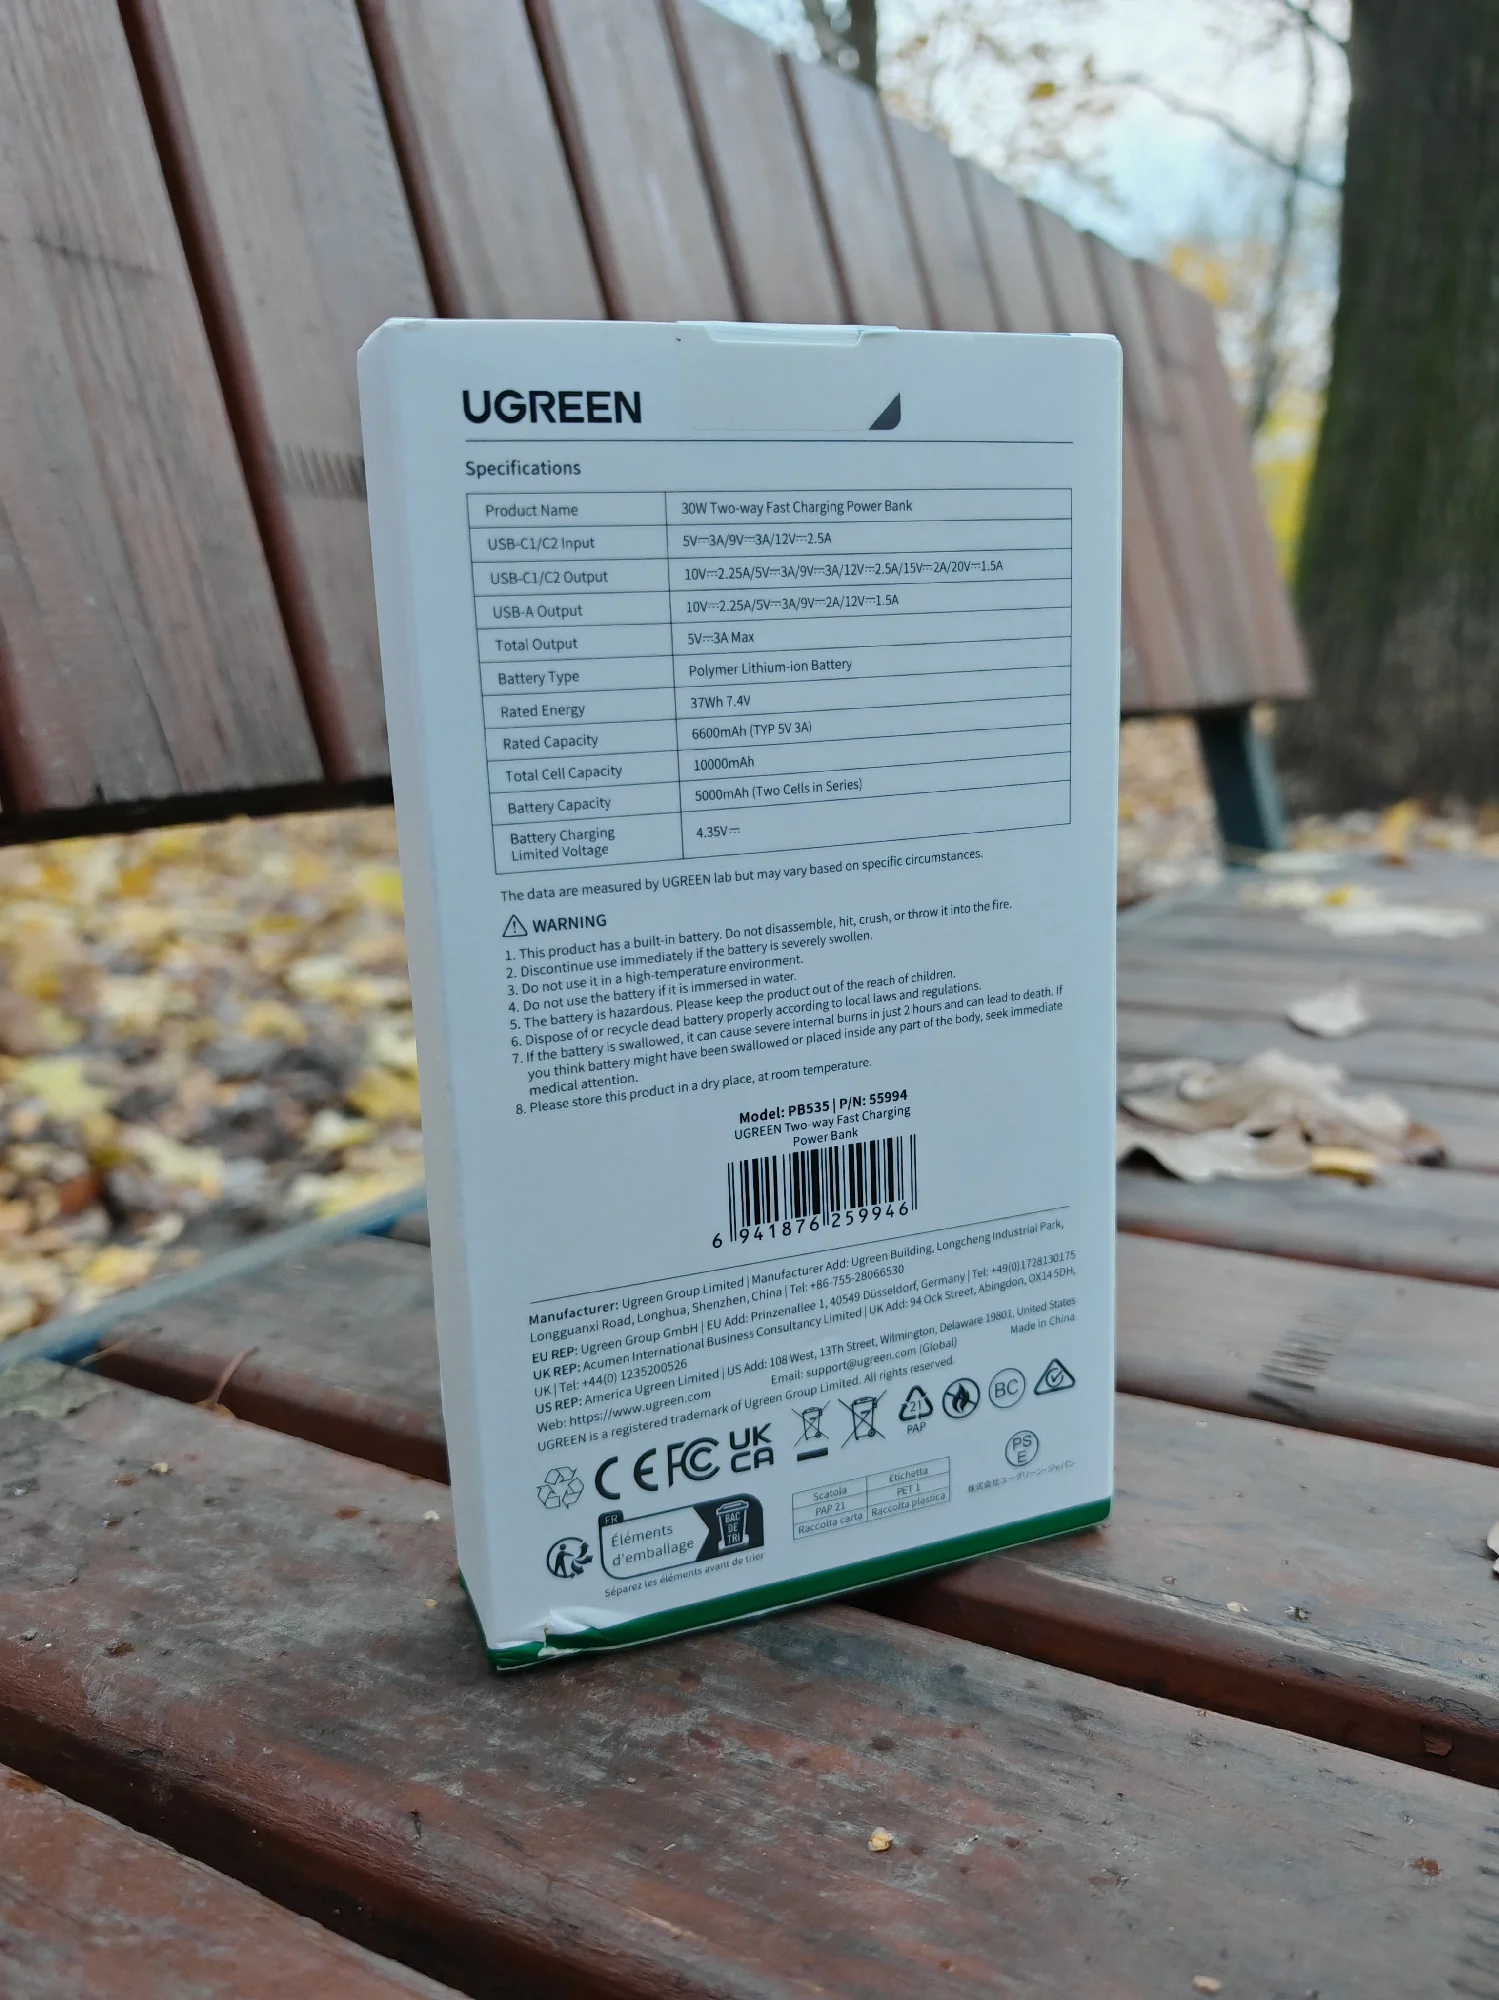 UGREEN
Specifications
Product Name 30W Two-way Fast Charging Power Bank
USB-C1/C2 Input 5V⎓3A/9V⎓3A/12V⎓2.5A
USB-C1/C2 Output 10V⎓2.25A/5V⎓3A/9V⎓3A/12V⎓2.5A/15V⎓2A/20V⎓1.5A
USB-A Output 10V⎓2.25A/5V⎓3A/9V⎓2A/12V⎓1.5A
Total Output 5V⎓3A Max
Battery Type Polymer Lithium-ion Battery
Rated Energy 37Wh 7.4V
Rated Capacity 6600mAh (TYP 5V 3A)
Total Cell Capacity 10000mAh
Battery Capacity 5000mAh (Two Cells in Series)
Battery Charging
Limited Voltage 4.35V⎓
The data are measured by UGREEN lab but may vary based on specific circumstances.
WARNING
1. This product has a built-in battery. Do not disassemble, hit, crush, or throw it into the fire.
2. Discontinue use immediately if the battery is severely swollen.
3. Do not use it in a high-temperature environment.
4. Do not use the battery if it is immersed in water.
5. The battery is hazardous. Please keep the product out of the reach of children.
6. Dispose of or recycle dead battery properly according to local laws and regulations.
7. If the battery is swallowed, it can cause severe internal burns in just 2 hours and can lead to death. If
you think battery might have been swallowed or placed inside any part of the body, seek immediate
medical attention.
8. Please store this product in a dry place, at room temperature.
Model: PB535 | P/N: 55994
UGREEN Two-way Fast Charging
Power Bank
6 941876 259946
Manufacturer: Ugreen Group Limited | Manufacturer Add: Ugreen Building, Longcheng Industrial Park,
Longguanxi Road, Longhua, Shenzhen, China | Tel: +86-755-28066530
EU REP: Ugreen Group GmbH | EU Add: Prinzenallee 1, 40549 Düsseldorf, Germany | Tel: +49(0)1728130175
UK REP: Acumen International Business Consultancy Limited | UK Add: 94 Ock Street, Abingdon, OX14 5DH,
UK | Tel: +44(0) 1235200526
US REP: America Ugreen Limited | US Add: 108 West, 13Th Street, Wilmington, Delaware 19801, United States
Web: https://www.ugreen.com Email: support@ugreen.com (Global) Made in China
UGREEN is a registered trademark of Ugreen Group Limited. All rights reserved.
CE FC UK
CA
21
PAP
BC
PS
E
株式会社ユーグリーン・ジャパン
FR
Éléments
d'emballage
BAC
DE
TRI
Séparez les éléments avant de trier
Scatola Etichetta
PAP 21 PET 1
Raccolta carta Raccolta plastica